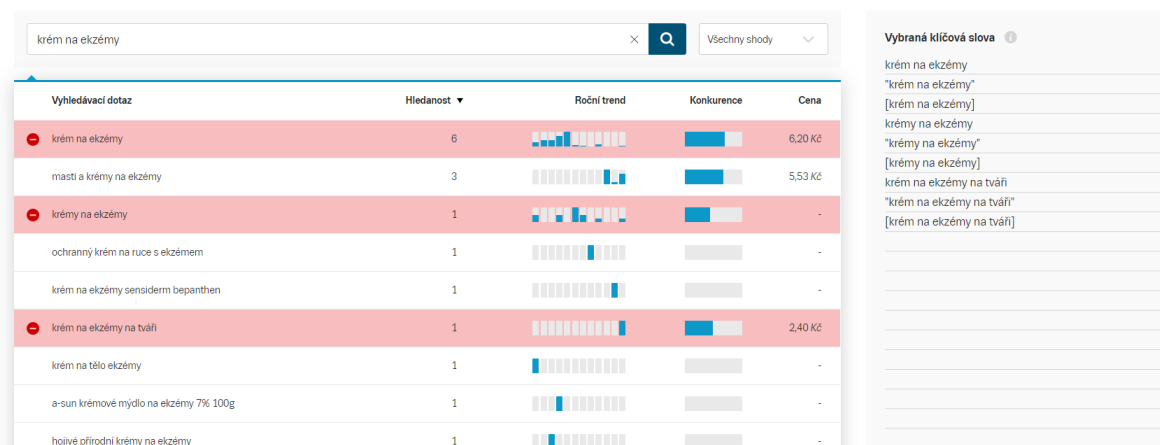 krém na ekzémy
Všechny shody
Vybraná klíčová slova
krém na ekzémy
"krém na ekzémy"
[krém na ekzémy]
krémy na ekzémy
"krémy na ekzémy"
[krémy na ekzémy]
krém na ekzémy na tváři
"krém na ekzémy na tváři"
[krém na ekzémy na tváři]
Vyhledávací dotaz Hledanost ▼ Roční trend Konkurence Cena
krém na ekzémy 6 6,20 Kč
masti a krémy na ekzémy 3 5,53 Kč
krémy na ekzémy 1 -
ochranný krém na ruce s ekzémem 1 -
krém na ekzémy sensiderm bepanthen 1 -
krém na ekzémy na tváři 1 2,40 Kč
krém na tělo ekzémy 1 -
a-sun krémové mýdlo na ekzémy 7% 100g 1 -
hojivé přírodní krémy na ekzémy 1 -